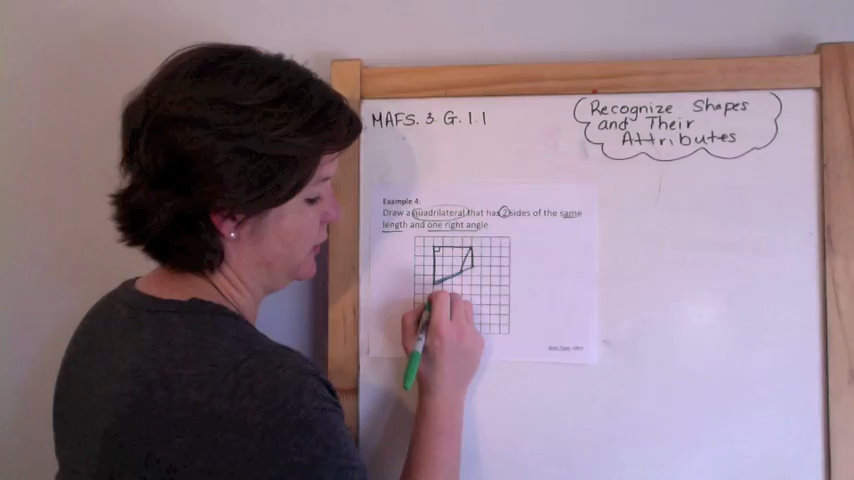 MAFS. 3. G. 1.1
Recognize Shapes
and Their
Attributes
Example 4:
Draw a quadrilateral that has 2 sides of the same
length and one right angle